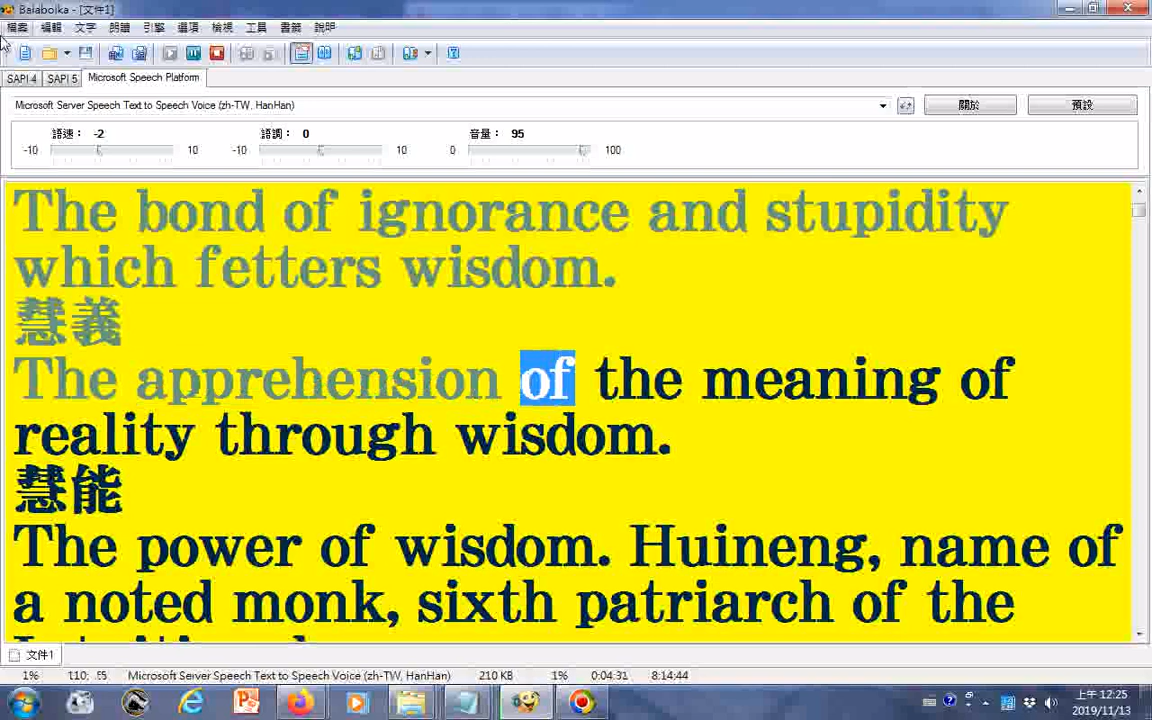 Balabolka - [文件1]
檔案 編輯 文字 朗讀 引擎 選項 檢視 工具 書籤 說明
SAPI 4 SAPI 5 Microsoft Speech Platform
Microsoft Server Speech Text to Speech Voice (zh-TW, HanHan) 關於 預設
語速： -2 語調： 0 音量： 95
-10 10 -10 10 0 100
The bond of ignorance and stupidity
which fetters wisdom.
慧義
The apprehension of the meaning of
reality through wisdom.
慧能
The power of wisdom. Huineng, name of
a noted monk, sixth patriarch of the
文件1
1% 110: 55 Microsoft Server Speech Text to Speech Voice (zh-TW, HanHan) 210 KB 1% 0:04:31 8:14:44
上午 12:25
2019/11/13